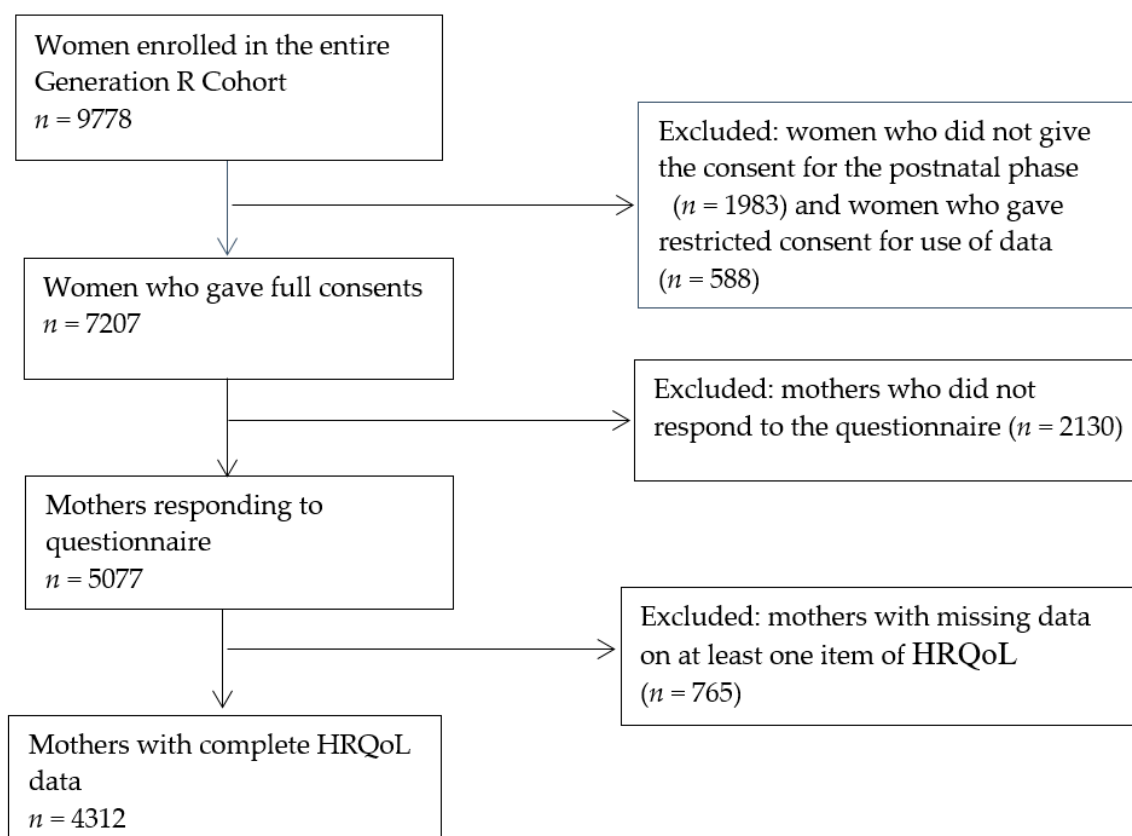 Women enrolled in the entire
Generation R Cohort
n = 9778
Excluded: women who did not give
the consent for the postnatal phase
(n = 1983) and women who gave
restricted consent for use of data
(n = 588)
Women who gave full consents
n = 7207
Excluded: mothers who did not
respond to the questionnaire (n = 2130)
Mothers responding to
questionnaire
n = 5077
Excluded: mothers with missing data
on at least one item of HRQoL
(n = 765)
Mothers with complete HRQoL
data
n = 4312